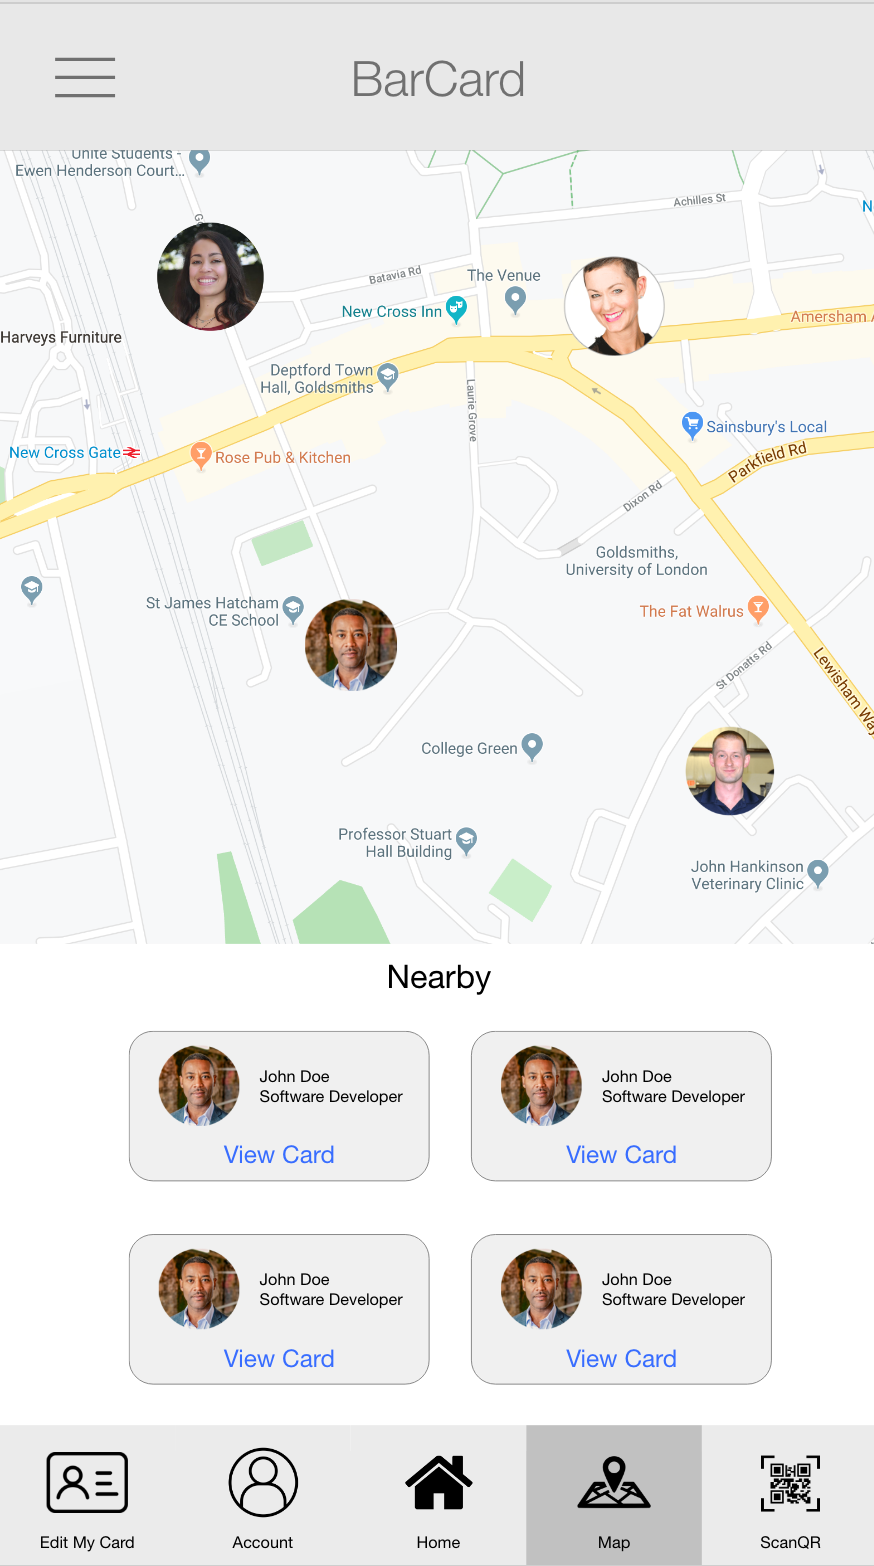 BarCard
Unite Students -
Ewen Henderson Court...
Achilles St
N
Batavia Rd
The Venue
New Cross Inn
Amersham A
Harveys Furniture
Deptford Town
Hall, Goldsmiths
Laurie Grove
Sainsbury's Local
New Cross Gate
Rose Pub & Kitchen
Parkfield Rd
Dixon Rd
Goldsmiths,
University of London
St James Hatcham
CE School
The Fat Walrus
St Donatts Rd
Lewisham Way
College Green
Professor Stuart
Hall Building
John Hankinson
Veterinary Clinic
Nearby
John Doe
Software Developer
View Card
John Doe
Software Developer
View Card
John Doe
Software Developer
View Card
John Doe
Software Developer
View Card
Edit My Card
Account
Home
Map
ScanQR